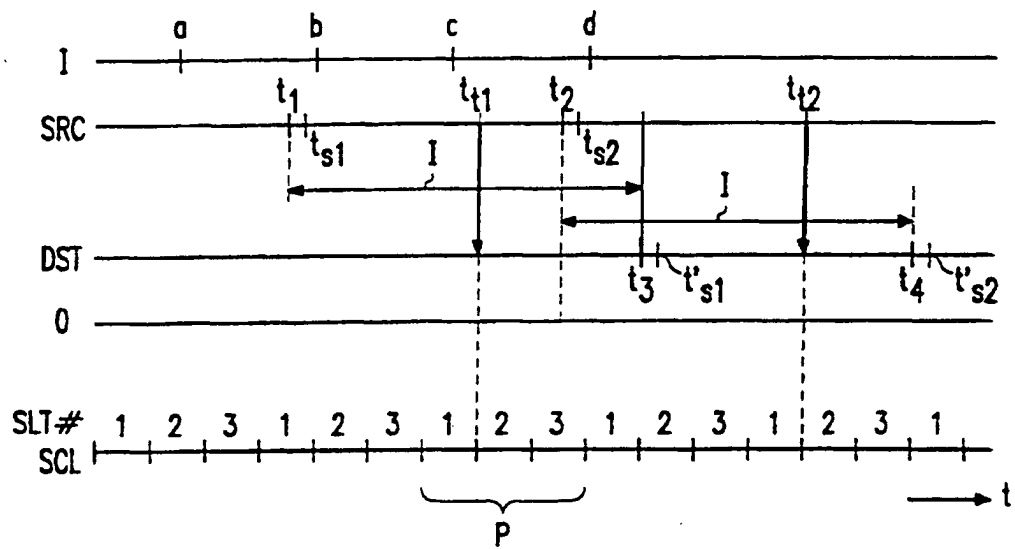 a b c d
I
t1 tt1 t2 tt2
SRC
ts1 ts2
I
I
DST
t3 t's1 t4 t's2
0
SLT# 1 2 3 1 2 3 1 2 3 1 2 3 1 2 3 1
SCL
t
P